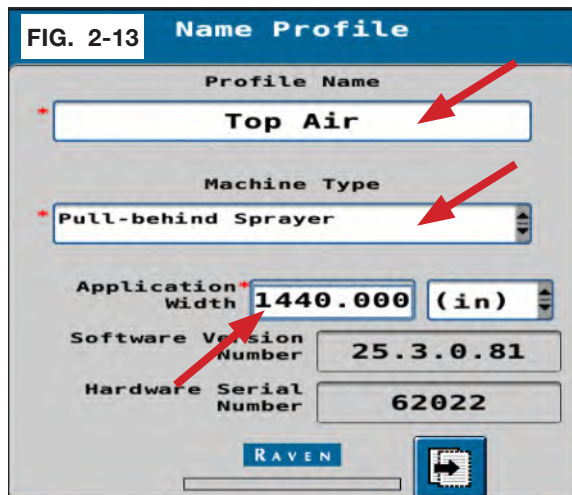 FIG. 2-13
Name Profile
Profile Name
* Top Air
Machine Type
* Pull-behind Sprayer
Application* 1440.000 (in)
Width
Software Version 25.3.0.81
Number
Hardware Serial 62022
Number
RAVEN